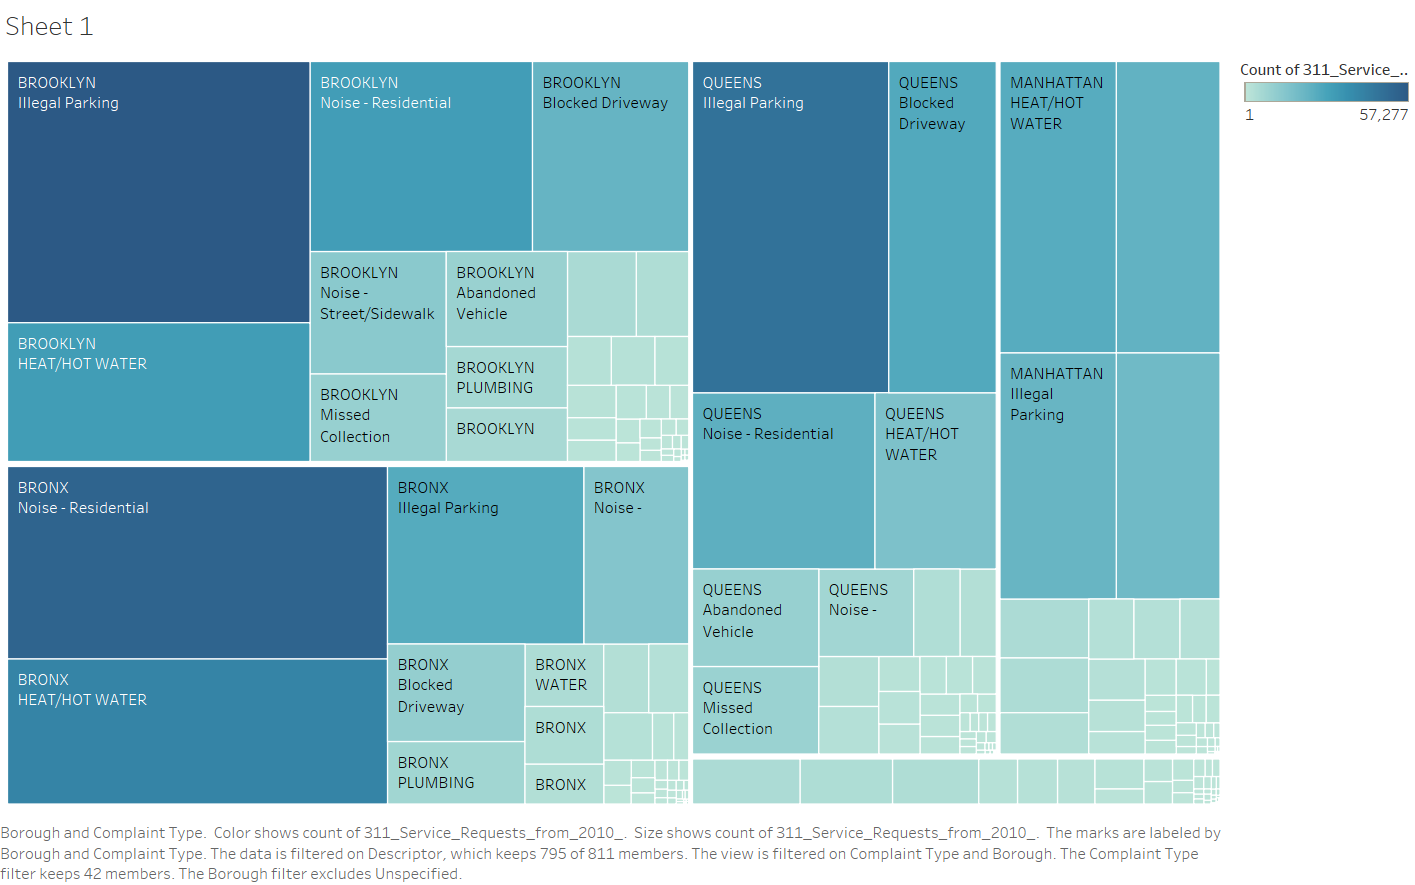 Sheet 1
BROOKLYN
Illegal Parking
BROOKLYN
Noise - Residential
BROOKLYN
Blocked Driveway
BROOKLYN
Noise -
Street/Sidewalk
BROOKLYN
Abandoned
Vehicle
BROOKLYN
HEAT/HOT WATER
BROOKLYN
PLUMBING
BROOKLYN
Missed
Collection
BROOKLYN
BRONX
Noise - Residential
BRONX
Illegal Parking
BRONX
Noise -
BRONX
HEAT/HOT WATER
BRONX
Blocked
Driveway
BRONX
WATER
BRONX
BRONX
PLUMBING
BRONX
QUEENS
Illegal Parking
QUEENS
Blocked
Driveway
QUEENS
Noise - Residential
QUEENS
HEAT/HOT
WATER
QUEENS
Abandoned
Vehicle
QUEENS
Noise -
QUEENS
Missed
Collection
MANHATTAN
HEAT/HOT
WATER
MANHATTAN
Illegal
Parking
Count of 311_Service_..
1 57,277
Borough and Complaint Type.  Color shows count of 311_Service_Requests_from_2010_.  Size shows count of 311_Service_Requests_from_2010_.  The marks are labeled by
Borough and Complaint Type. The data is filtered on Descriptor, which keeps 795 of 811 members. The view is filtered on Complaint Type and Borough. The Complaint Type
filter keeps 42 members. The Borough filter excludes Unspecified.